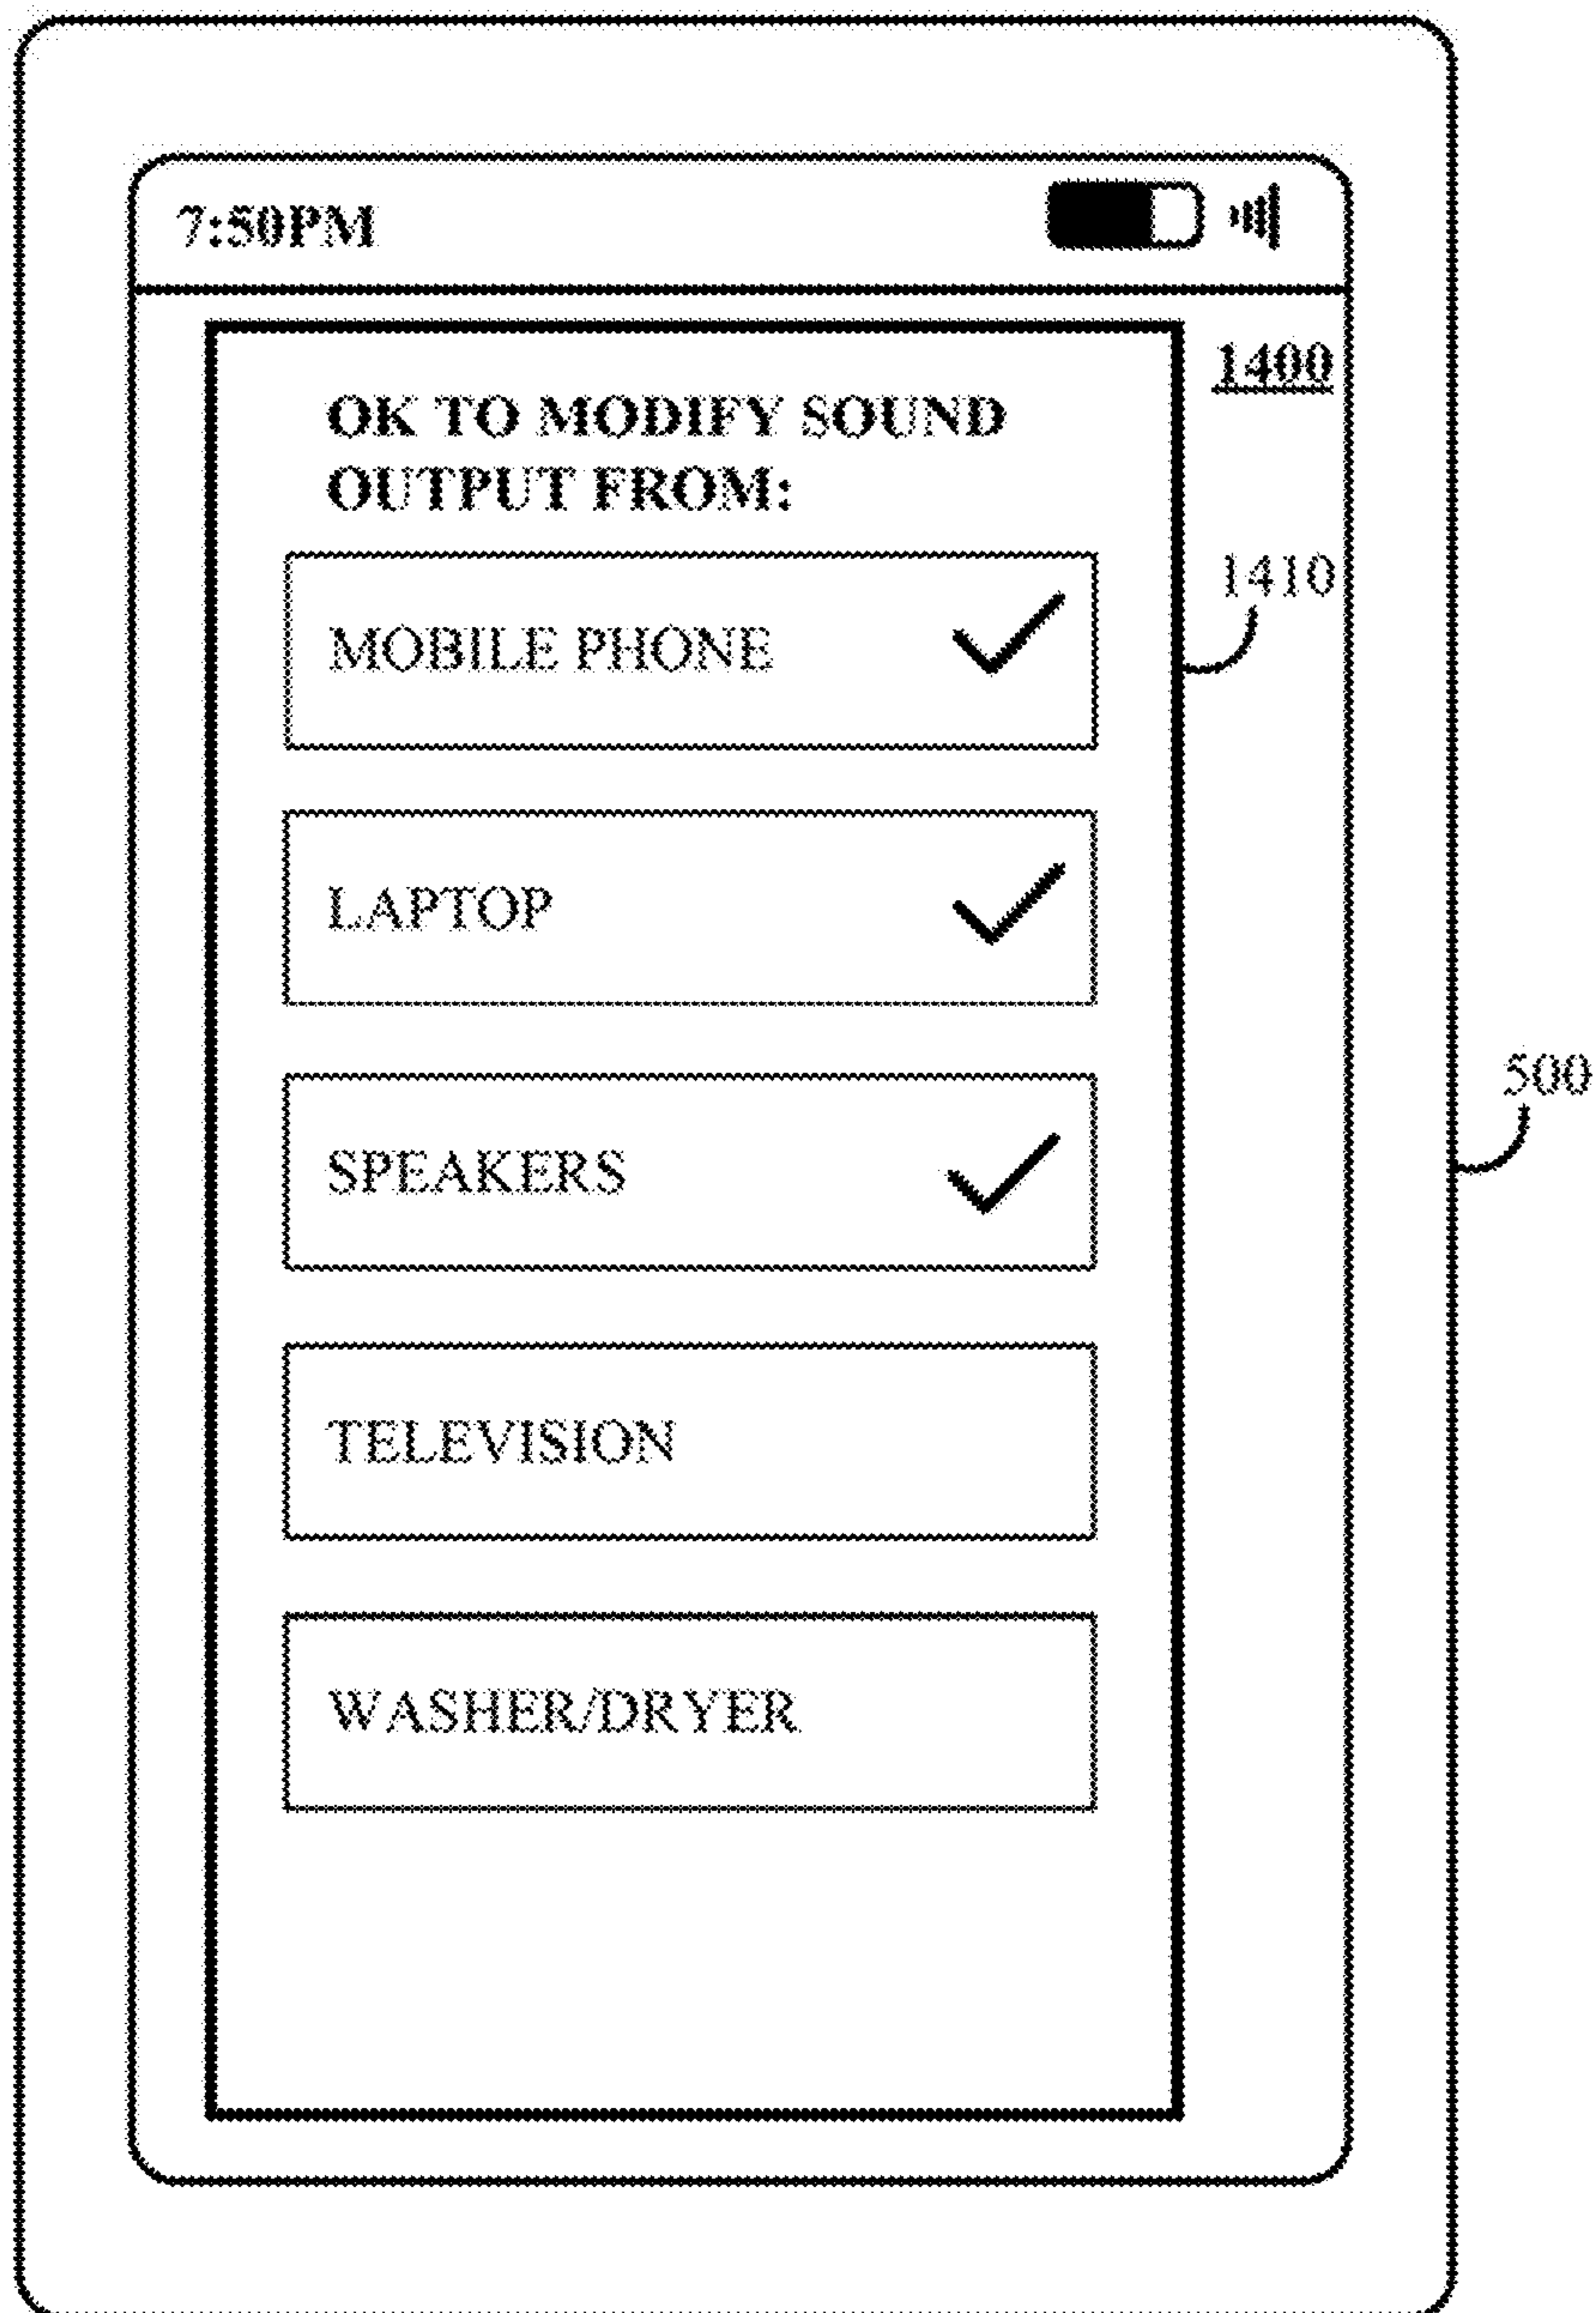 7:50PM
1400
OK TO MODIFY SOUND
OUTPUT FROM:
1410
MOBILE PHONE
LAPTOP
500
SPEAKERS
TELEVISION
WASHER/DRYER